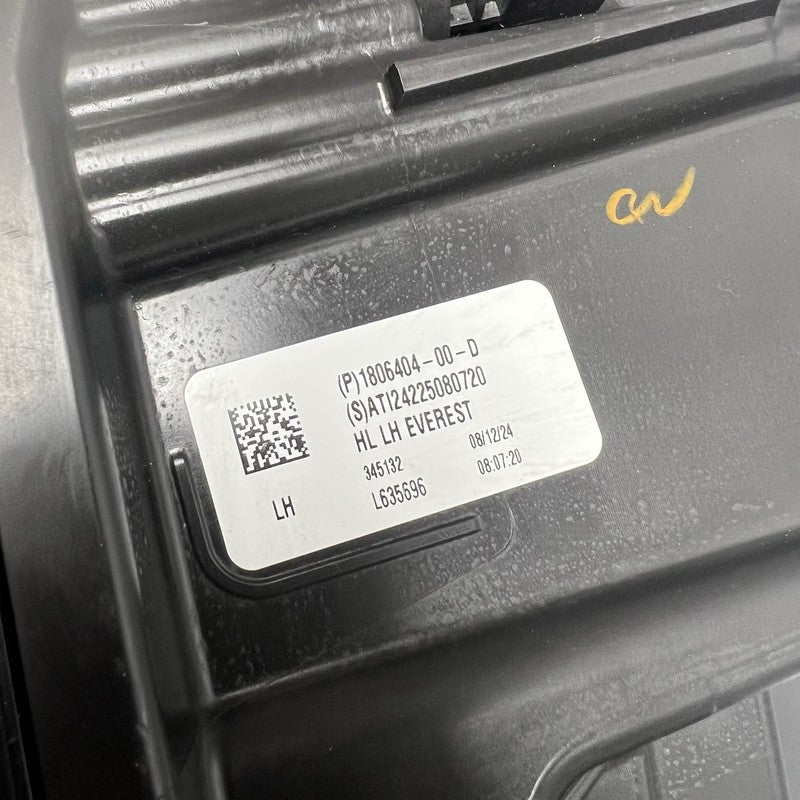 (P)1806404-00-D
(S)ATI24225080720
HL LH EVEREST
345132 08/12/24
LH L635696 08:07:20